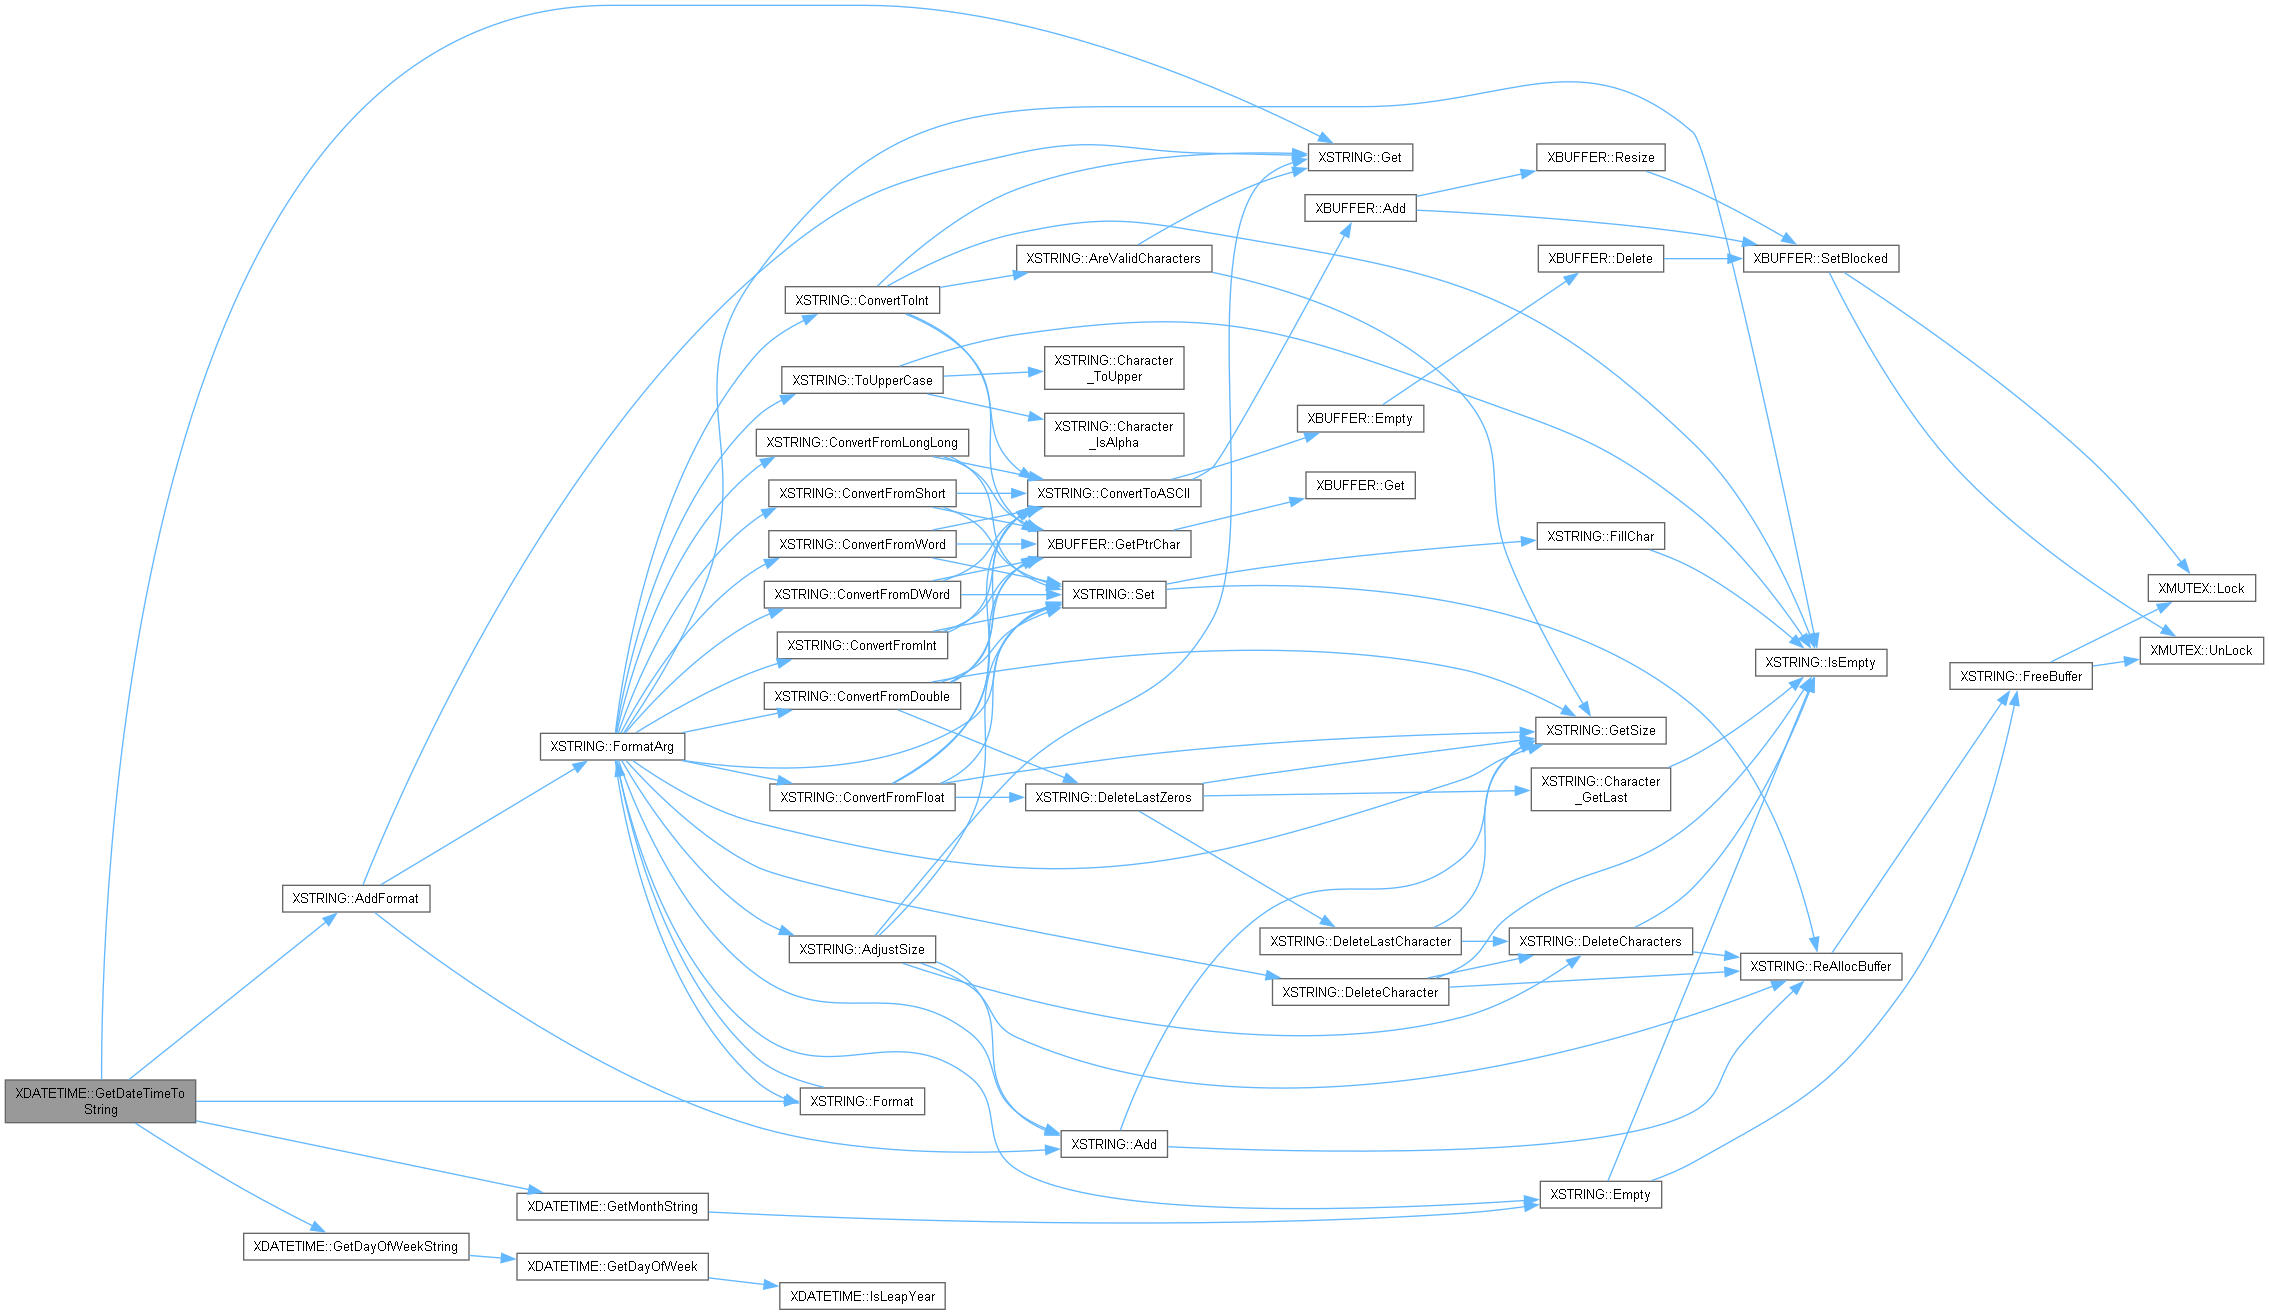 XSTRING::Get
XBUFFER::Resize
XBUFFER::Add
XSTRING::AreValidCharacters
XBUFFER::Delete
XBUFFER::SetBlocked
XSTRING::ConvertToInt
XSTRING::Character
_ToUpper
XSTRING::ToUpperCase
XSTRING::Character
_IsAlpha
XBUFFER::Empty
XSTRING::ConvertFromLongLong
XBUFFER::Get
XSTRING::ConvertFromShort
XSTRING::ConvertToASCII
XSTRING::FillChar
XSTRING::ConvertFromWord
XBUFFER::GetPtrChar
XMUTEX::Lock
XSTRING::ConvertFromDWord
XSTRING::Set
XSTRING::ConvertFromInt
XMUTEX::UnLock
XSTRING::IsEmpty
XSTRING::FreeBuffer
XSTRING::ConvertFromDouble
XSTRING::GetSize
XSTRING::FormatArg
XSTRING::Character
_GetLast
XSTRING::ConvertFromFloat
XSTRING::DeleteLastZeros
XSTRING::AddFormat
XSTRING::AdjustSize
XSTRING::DeleteLastCharacter
XSTRING::DeleteCharacters
XSTRING::ReAllocBuffer
XSTRING::DeleteCharacter
XDATETIME::GetDateTimeTo
String
XSTRING::Format
XSTRING::Add
XSTRING::Empty
XDATETIME::GetMonthString
XDATETIME::GetDayOfWeekString
XDATETIME::GetDayOfWeek
XDATETIME::IsLeapYear